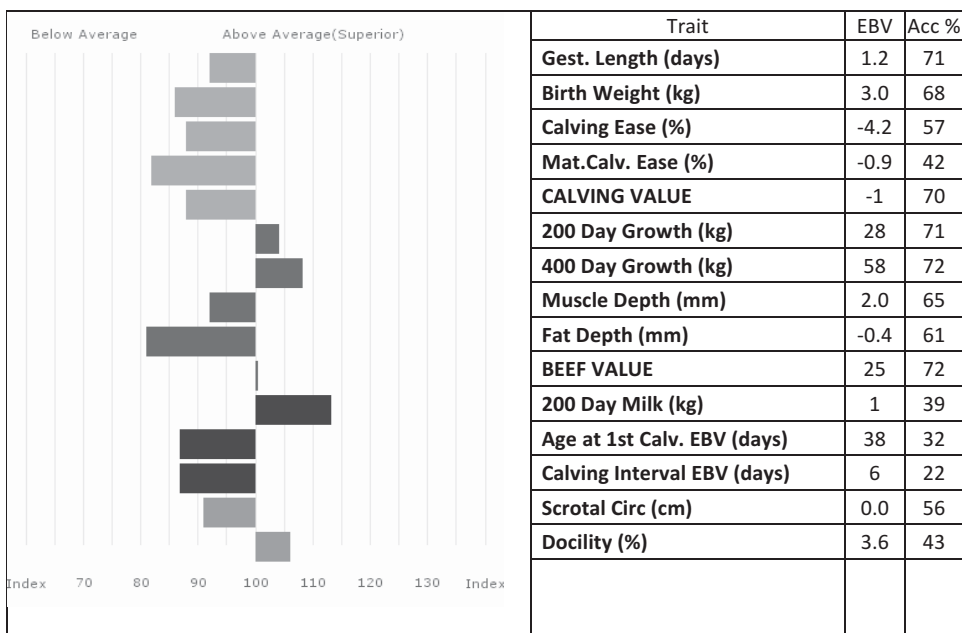 Below Average Above Average(Superior)
Trait EBV Acc %
Gest. Length (days) 1.2 71
Birth Weight (kg) 3.0 68
Calving Ease (%) -4.2 57
Mat.Calv. Ease (%) -0.9 42
CALVING VALUE -1 70
200 Day Growth (kg) 28 71
400 Day Growth (kg) 58 72
Muscle Depth (mm) 2.0 65
Fat Depth (mm) -0.4 61
BEEF VALUE 25 72
200 Day Milk (kg) 1 39
Age at 1st Calv. EBV (days) 38 32
Calving Interval EBV (days) 6 22
Scrotal Circ (cm) 0.0 56
Docility (%) 3.6 43
Index 70 80 90 100 110 120 130 Index